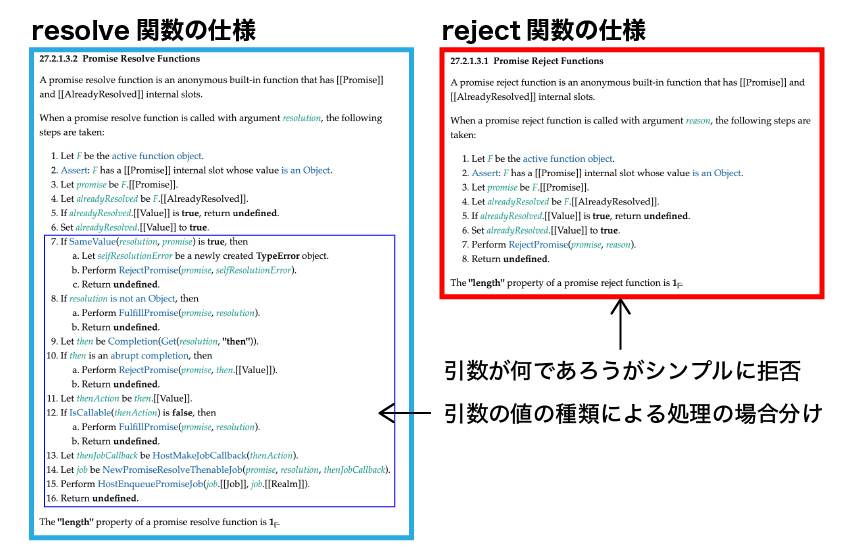 resolve 関数の仕様
27.2.1.3.2 Promise Resolve Functions
A promise resolve function is an anonymous built-in function that has [[Promise]]
and [[AlreadyResolved]] internal slots.
When a promise resolve function is called with argument resolution, the following
steps are taken:
1. Let F be the active function object.
2. Assert: F has a [[Promise]] internal slot whose value is an Object.
3. Let promise be F.[[Promise]].
4. Let alreadyResolved be F.[[AlreadyResolved]].
5. If alreadyResolved.[[Value]] is true, return undefined.
6. Set alreadyResolved.[[Value]] to true.
7. If SameValue(resolution, promise) is true, then
a. Let selfResolutionError be a newly created TypeError object.
b. Perform RejectPromise(promise, selfResolutionError).
c. Return undefined.
8. If resolution is not an Object, then
a. Perform FulfillPromise(promise, resolution).
b. Return undefined.
9. Let then be Completion(Get(resolution, "then")).
10. If then is an abrupt completion, then
a. Perform RejectPromise(promise, then.[[Value]]).
b. Return undefined.
11. Let thenAction be then.[[Value]].
12. If IsCallable(thenAction) is false, then
a. Perform FulfillPromise(promise, resolution).
b. Return undefined.
13. Let thenJobCallback be HostMakeJobCallback(thenAction).
14. Let job be NewPromiseResolveThenableJob(promise, resolution, thenJobCallback).
15. Perform HostEnqueuePromiseJob(job.[[Job]], job.[[Realm]]).
16. Return undefined.
The "length" property of a promise resolve function is 1𝔽.
reject 関数の仕様
27.2.1.3.1 Promise Reject Functions
A promise reject function is an anonymous built-in function that has [[Promise]] and
[[AlreadyResolved]] internal slots.
When a promise reject function is called with argument reason, the following steps are
taken:
1. Let F be the active function object.
2. Assert: F has a [[Promise]] internal slot whose value is an Object.
3. Let promise be F.[[Promise]].
4. Let alreadyResolved be F.[[AlreadyResolved]].
5. If alreadyResolved.[[Value]] is true, return undefined.
6. Set alreadyResolved.[[Value]] to true.
7. Perform RejectPromise(promise, reason).
8. Return undefined.
The "length" property of a promise reject function is 1𝔽.
引数が何であろうがシンプルに拒否
引数の値の種類による処理の場合分け